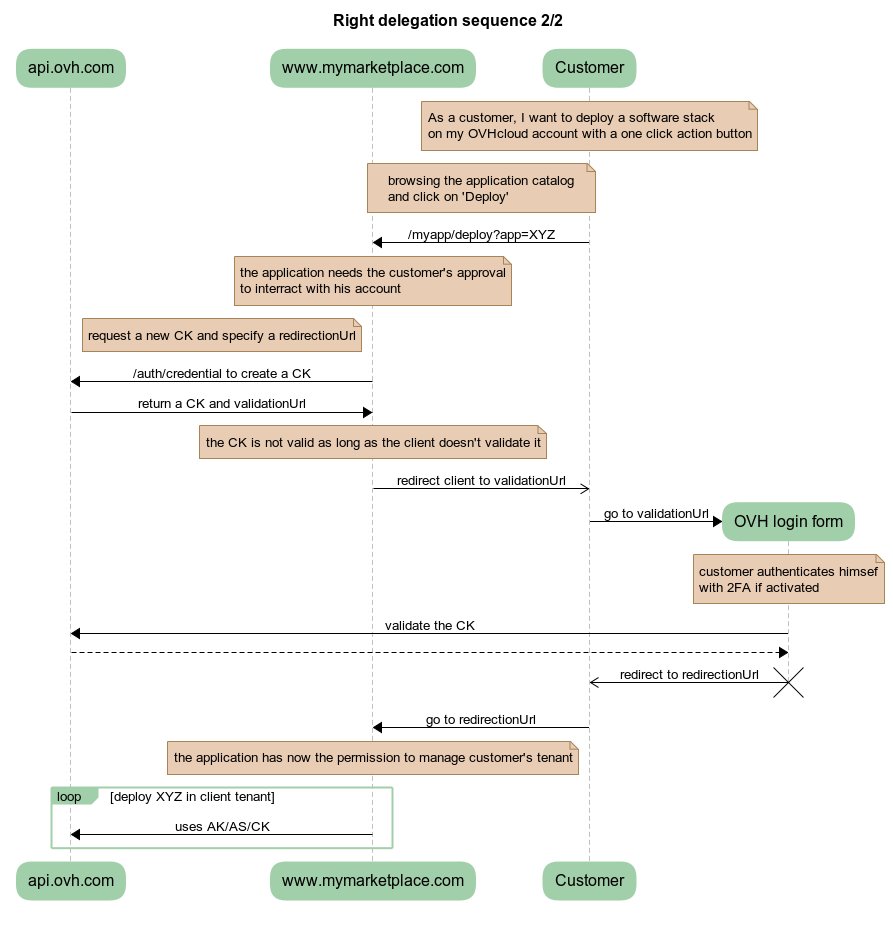 Right delegation sequence 2/2
api.ovh.com
www.mymarketplace.com
Customer
As a customer, I want to deploy a software stack
on my OVHcloud account with a one click action button
browsing the application catalog
and click on 'Deploy'
/myapp/deploy?app=XYZ
the application needs the customer's approval
to interract with his account
request a new CK and specify a redirectionUrl
/auth/credential to create a CK
return a CK and validationUrl
the CK is not valid as long as the client doesn't validate it
redirect client to validationUrl
go to validationUrl
OVH login form
customer authenticates himsef
with 2FA if activated
validate the CK
redirect to redirectionUrl
go to redirectionUrl
the application has now the permission to manage customer's tenant
loop
[deploy XYZ in client tenant]
uses AK/AS/CK
api.ovh.com
www.mymarketplace.com
Customer